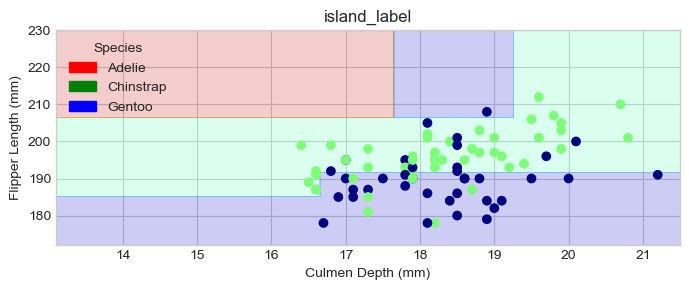 island_label
Species
Adelie
Chinstrap
Gentoo
Flipper Length (mm)
230
220
210
200
190
180
14 15 16 17 18 19 20 21
Culmen Depth (mm)